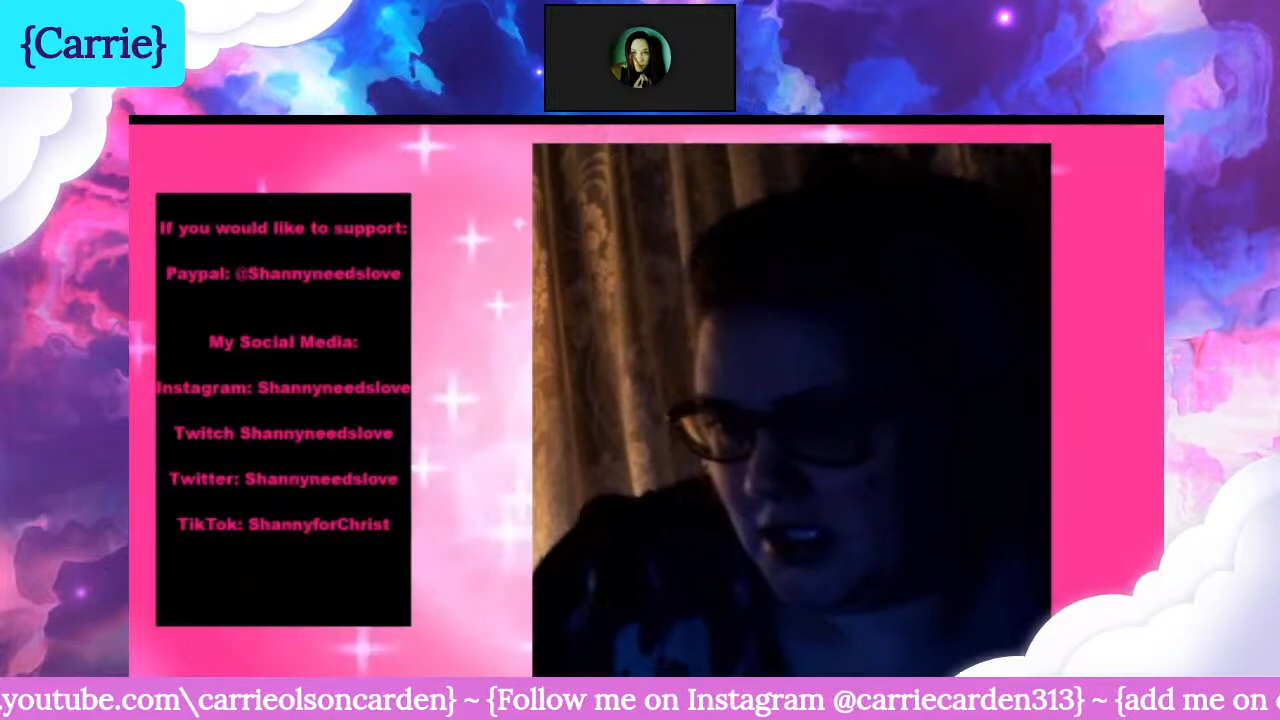 {Carrie}
If you would like to support:
Paypal: @Shannyneedslove
My Social Media:
Instagram: Shannyneedslove
Twitch Shannyneedslove
Twitter: Shannyneedslove
TikTok: ShannyforChrist
.youtube.com\carrieolsoncarden} ~ {Follow me on Instagram @carriecarden313} ~ {add me on